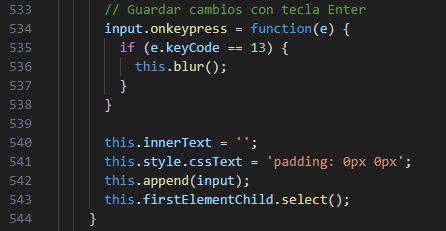 533 // Guardar cambios con tecla Enter
534 input.onkeypress = function(e) {
535 if (e.keyCode == 13) {
536 this.blur();
537 }
538 }
539
540 this.innerText = '';
541 this.style.cssText = 'padding: 0px 0px';
542 this.append(input);
543 this.firstElementChild.select();
544 }